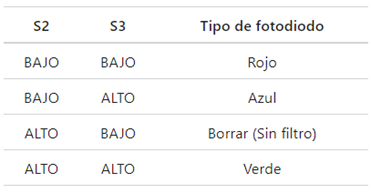 S2 S3 Tipo de fotodiodo
BAJO BAJO Rojo
BAJO ALTO Azul
ALTO BAJO Borrar (Sin filtro)
ALTO ALTO Verde